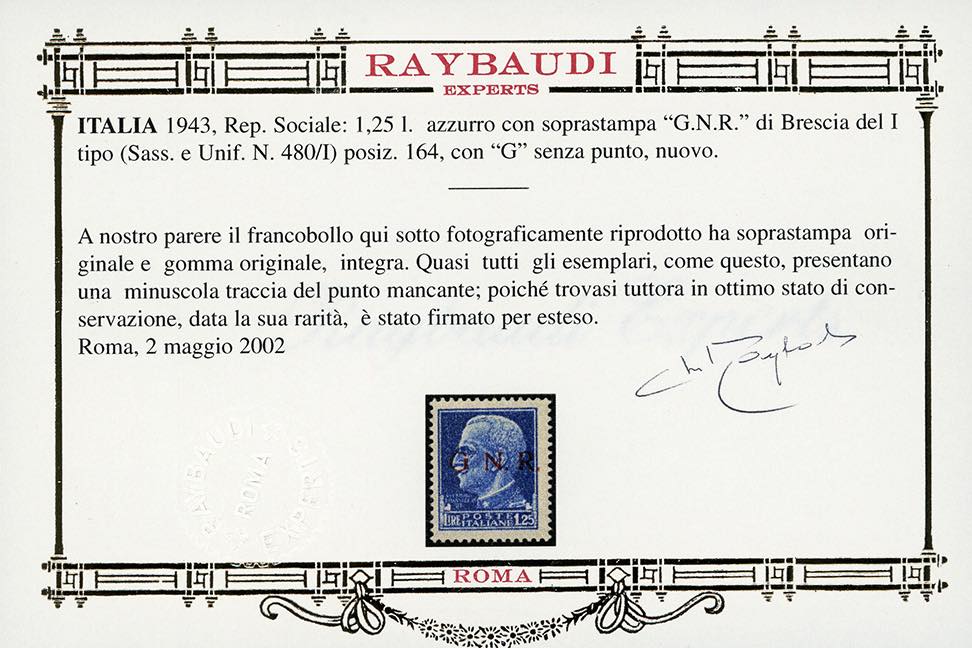 RAYBAUDI
EXPERTS
ITALIA 1943, Rep. Sociale: 1,25 l. azzurro con soprastampa “G.N.R.” di Brescia del I
tipo (Sass. e Unif. N. 480/I) posiz. 164, con “G” senza punto, nuovo.
A nostro parere il francobollo qui sotto fotograficamente riprodotto ha soprastampa ori-
ginale e gomma originale, integra. Quasi tutti gli esemplari, come questo, presentano
una minuscola traccia del punto mancante; poiché trovasi tuttora in ottimo stato di con-
servazione, data la sua rarità, è stato firmato per esteso.
Roma, 2 maggio 2002
RAYBAUDI
ROMA
G N. R.
POSTE
LIRE ITALIANE 1.25
ROMA